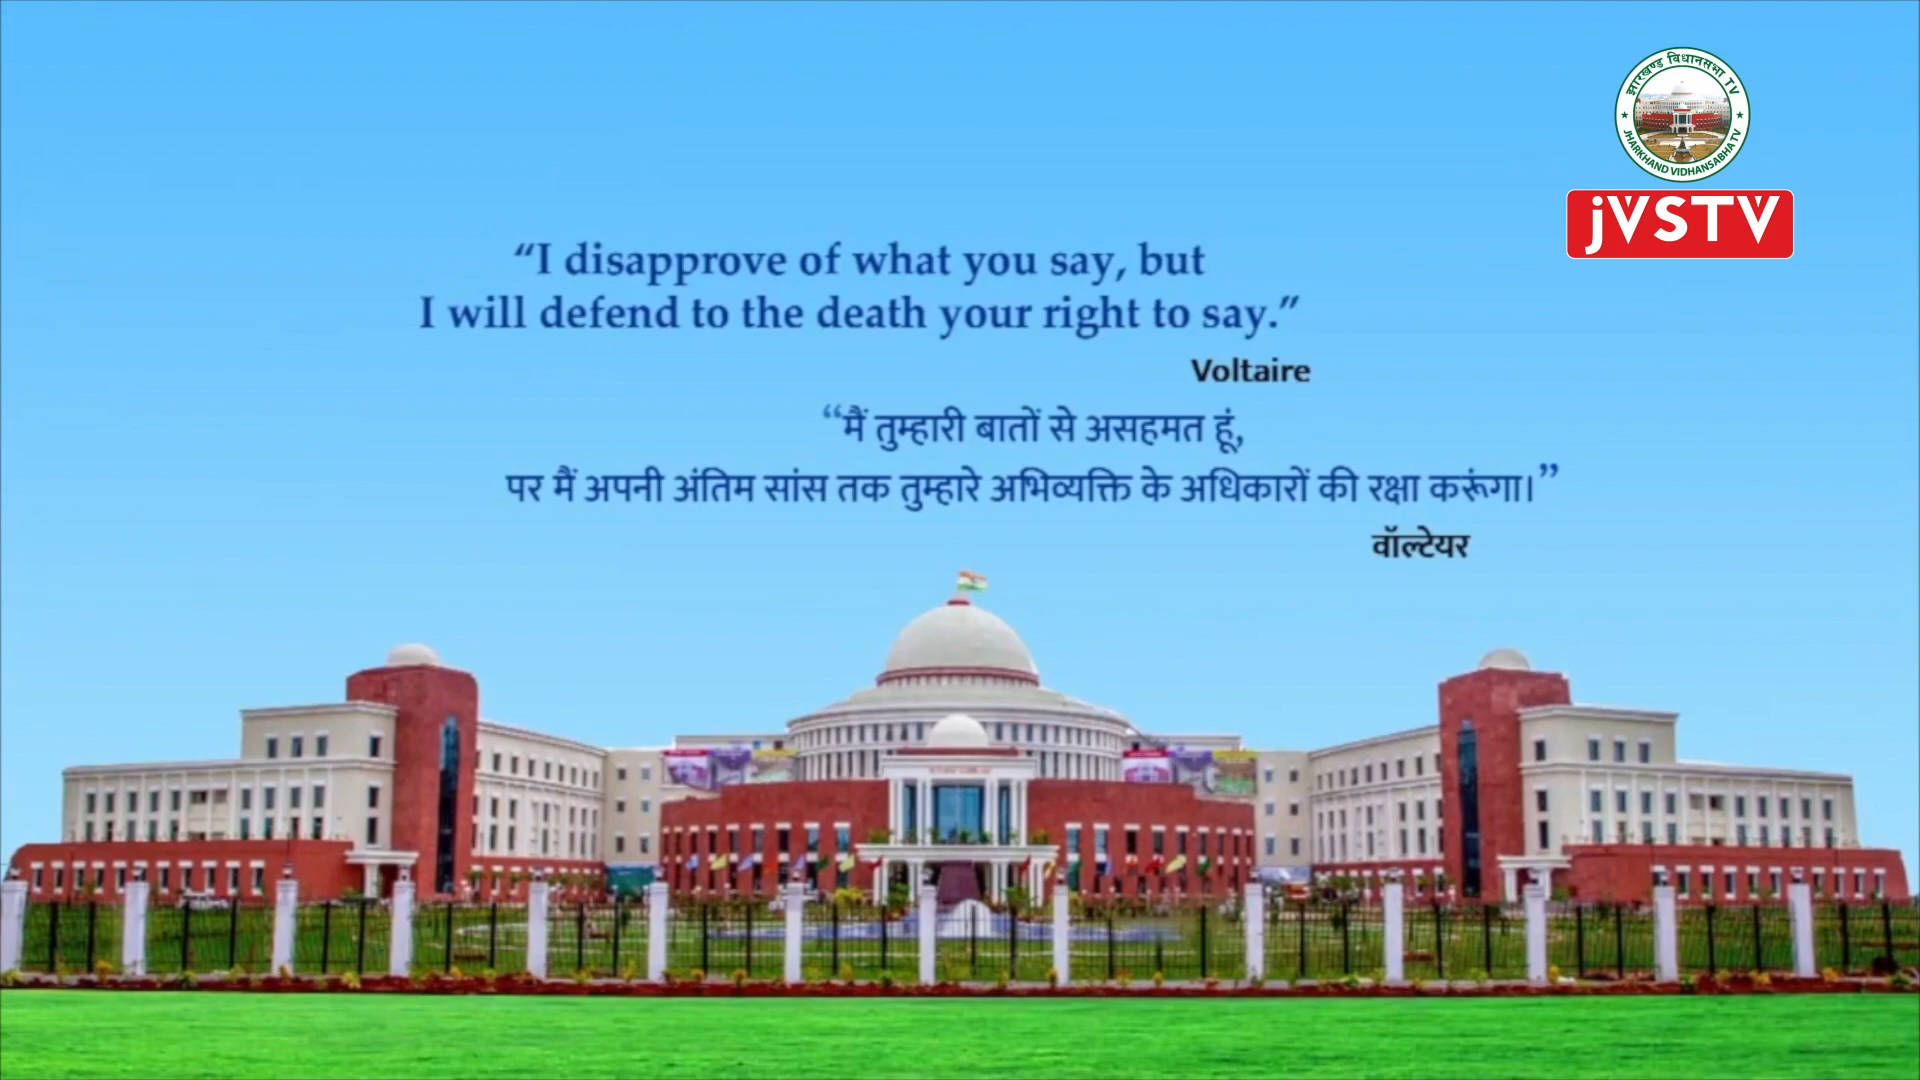 झारखण्ड विधानसभा TV
JHARKHAND VIDHANSABHA TV
jVSTV
“I disapprove of what you say, but
I will defend to the death your right to say.”
Voltaire
“मैं तुम्हारी बातों से असहमत हूं,
पर मैं अपनी अंतिम सांस तक तुम्हारे अभिव्यक्ति के अधिकारों की रक्षा करूंगा।”
वॉल्टेयर